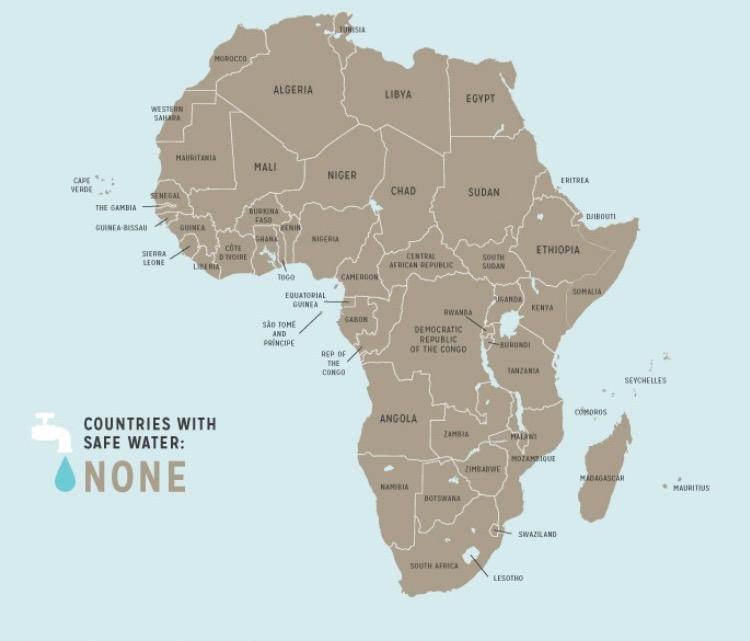 TUNISIA
MOROCCO
ALGERIA
LIBYA
EGYPT
WESTERN
SAHARA
MAURITANIA
MALI
NIGER
CHAD
SUDAN
ERITREA
CAPE
VERDE
SENEGAL
THE GAMBIA
GUINEA-BISSAU
GUINEA
BURKINA
FASO
BENIN
GHANA
NIGERIA
DJIBOUTI
ETHIOPIA
SIERRA
LEONE
LIBERIA
CÔTE
D'IVOIRE
TOGO
CAMEROON
CENTRAL
AFRICAN REPUBLIC
SOUTH
SUDAN
SOMALIA
EQUATORIAL
GUINEA
UGANDA
KENYA
GABON
RWANDA
SÃO TOMÉ
AND
PRÍNCIPE
DEMOCRATIC
REPUBLIC
OF THE CONGO
BURUNDI
REP OF
THE
CONGO
TANZANIA
SEYCHELLES
COMOROS
ANGOLA
ZAMBIA
MALAWI
MOZAMBIQUE
ZIMBABWE
MADAGASCAR
MAURITIUS
NAMIBIA
BOTSWANA
SWAZILAND
SOUTH AFRICA
LESOTHO
COUNTRIES WITH
SAFE WATER:
NONE